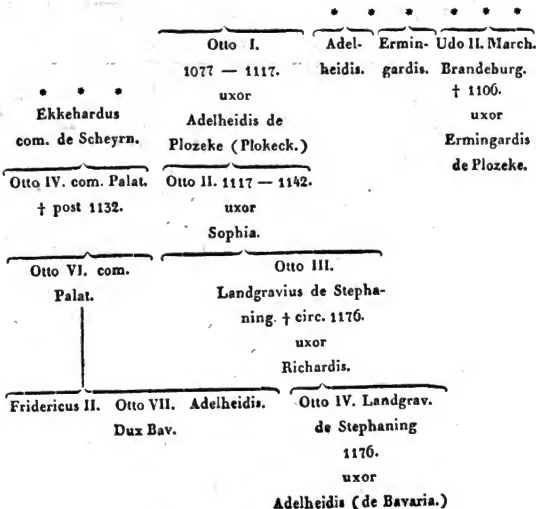 * * * * * *
Otto I. Adel- Ermin- Udo II. March.
1077 — 1117. heidis. gardis. Brandeburg.
* * * uxor † 1106.
Ekkehardus Adelheidis de uxor
com. de Scheyrn. Plozeke (Plokeck.) Ermingardis
de Plozeke.
Otto IV. com. Palat. Otto II. 1117 — 1142.
† post 1132. uxor
Sophia.
Otto VI. com. Otto III.
Palat. Landgravius de Stepha-
ning. † circ. 1176.
uxor
Richardis.
Fridericus II. Otto VII. Adelheidis. Otto IV. Landgrav.
Dux Bav. de Stephaning
1176.
uxor
Adelheidis (de Bavaria.)